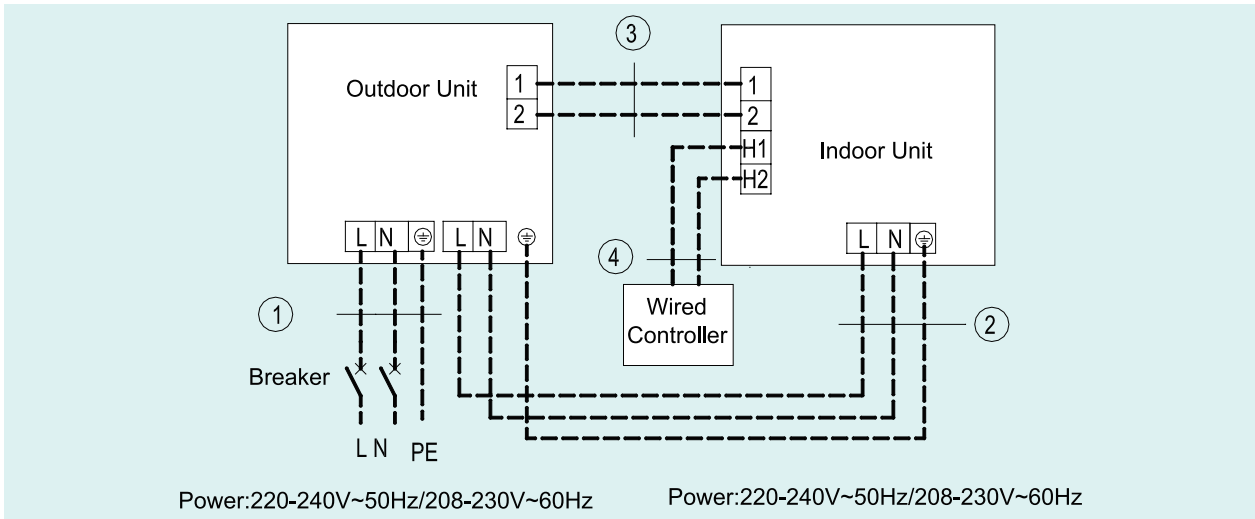 3
Outdoor Unit
1
2
1
2
H1
H2
Indoor Unit
L N
L N
L N
4
1
Wired
Controller
2
Breaker
L N PE
Power:220-240V~50Hz/208-230V~60Hz
Power:220-240V~50Hz/208-230V~60Hz